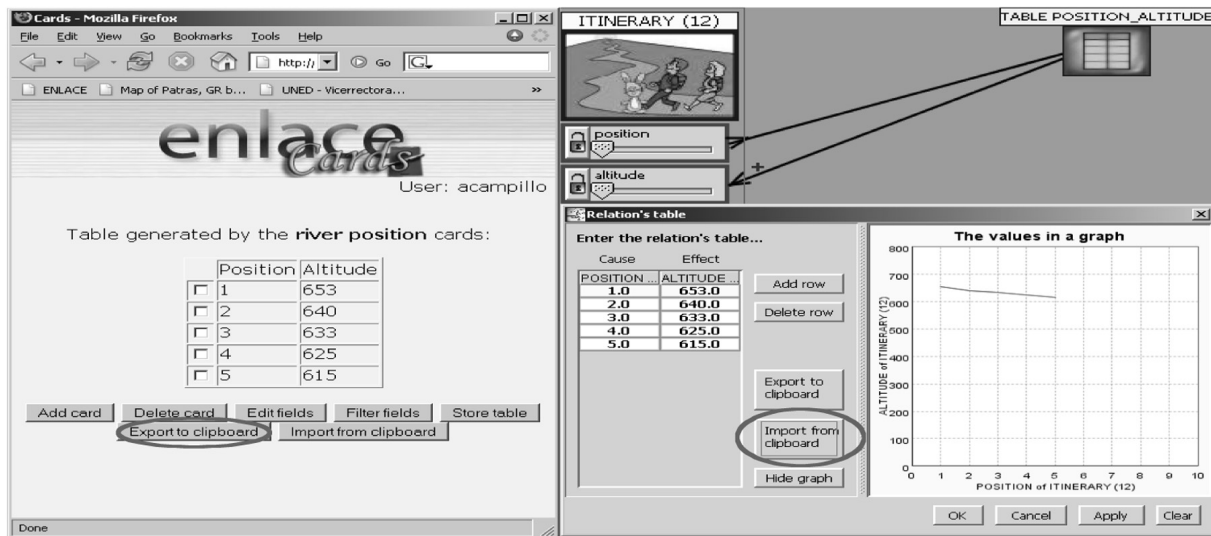 Cards - Mozilla Firefox
File Edit View Go Bookmarks Tools Help
http:// Go G
ENLACE Map of Patras, GR b... UNED - Vicerrectora... »
enlace
Cards
User: acampillo
Table generated by the river position cards:
Position Altitude
1 653
2 640
3 633
4 625
5 615
Add card Delete card Edit fields Filter fields Store table
Export to clipboard Import from clipboard
Done
ITINERARY (12)
position
altitude
TABLE POSITION_ALTITUDE
+
Relation's table
Enter the relation's table...
Cause Effect
POSITION ... ALTITUDE ...
1.0 653.0
2.0 640.0
3.0 633.0
4.0 625.0
5.0 615.0
Add row
Delete row
Export to
clipboard
Import from
clipboard
Hide graph
The values in a graph
ALTITUDE of ITINERARY (12)
800
700
600
500
400
300
200
100
0
0 1 2 3 4 5 6 7 8 9 10
POSITION of ITINERARY (12)
OK Cancel Apply Clear